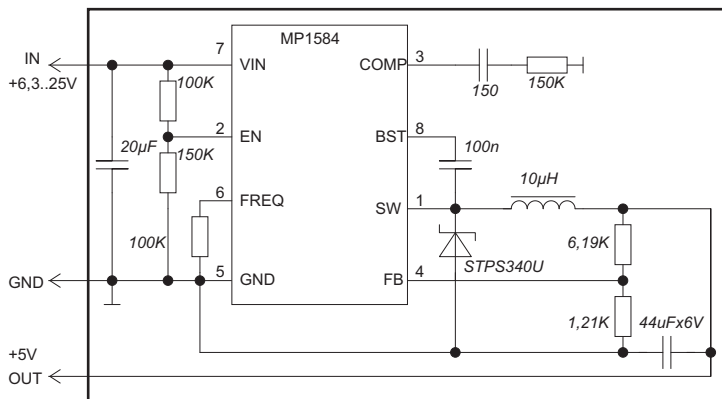 MP1584
IN
+6,3..25V
7
VIN
COMP
3
100K
150
150K
2
EN
BST
8
20µF
150K
100n
6
FREQ
10µH
SW
1
100K
6,19K
STPS340U
GND
5
GND
FB
4
1,21K
44uFx6V
+5V
OUT